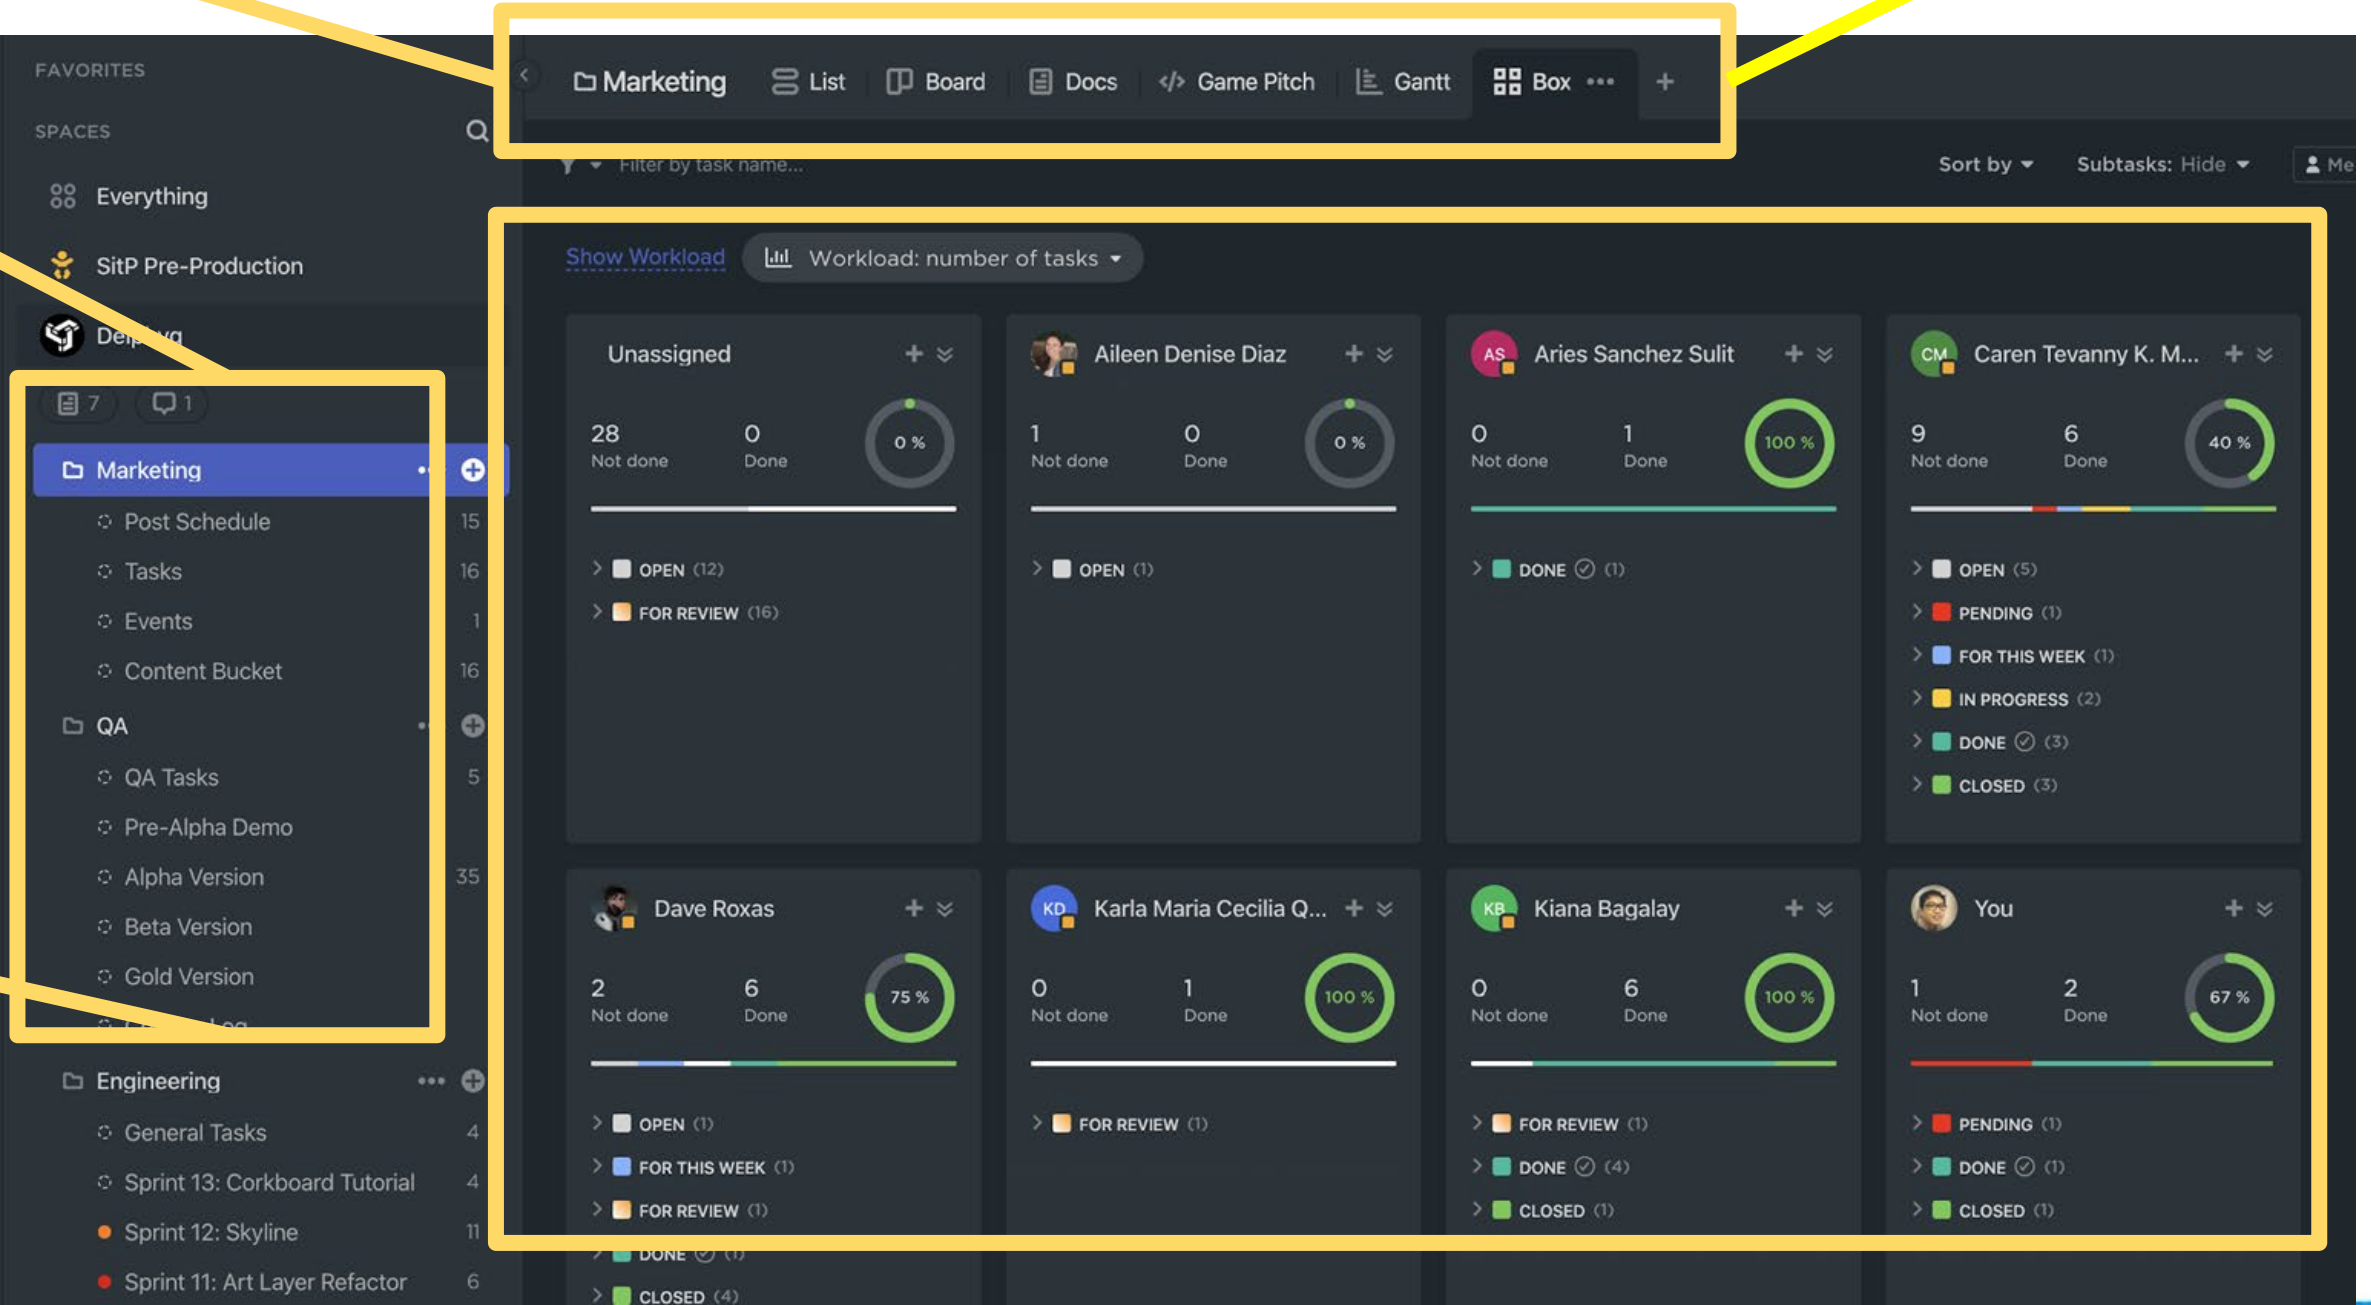 FAVORITES
SPACES
Everything
SitP Pre-Production
7 1
Marketing
Post Schedule 15
Tasks 16
Events 1
Content Bucket 16
QA
QA Tasks 5
Pre-Alpha Demo
Alpha Version 35
Beta Version
Gold Version
Engineering
General Tasks 4
Sprint 13: Corkboard Tutorial 4
Sprint 12: Skyline 11
Sprint 11: Art Layer Refactor 6
Marketing List Board Docs Game Pitch Gantt Box +
Filter by task name...
Sort by Subtasks: Hide Me
Show Workload Workload: number of tasks
Unassigned
28 0 0 %
Not done Done
OPEN (12)
FOR REVIEW (16)
Aileen Denise Diaz
1 0 0 %
Not done Done
OPEN (1)
AS Aries Sanchez Sulit
0 1 100 %
Not done Done
DONE (1)
CM Caren Tevanny K. M...
9 6 40 %
Not done Done
OPEN (5)
PENDING (1)
FOR THIS WEEK (1)
IN PROGRESS (2)
DONE (3)
CLOSED (3)
Dave Roxas
2 6 75 %
Not done Done
OPEN (1)
FOR THIS WEEK (1)
FOR REVIEW (1)
DONE (1)
CLOSED (4)
KD Karla Maria Cecilia Q...
0 1 100 %
Not done Done
FOR REVIEW (1)
KB Kiana Bagalay
0 6 100 %
Not done Done
FOR REVIEW (1)
DONE (4)
CLOSED (1)
You
1 2 67 %
Not done Done
PENDING (1)
DONE (1)
CLOSED (1)